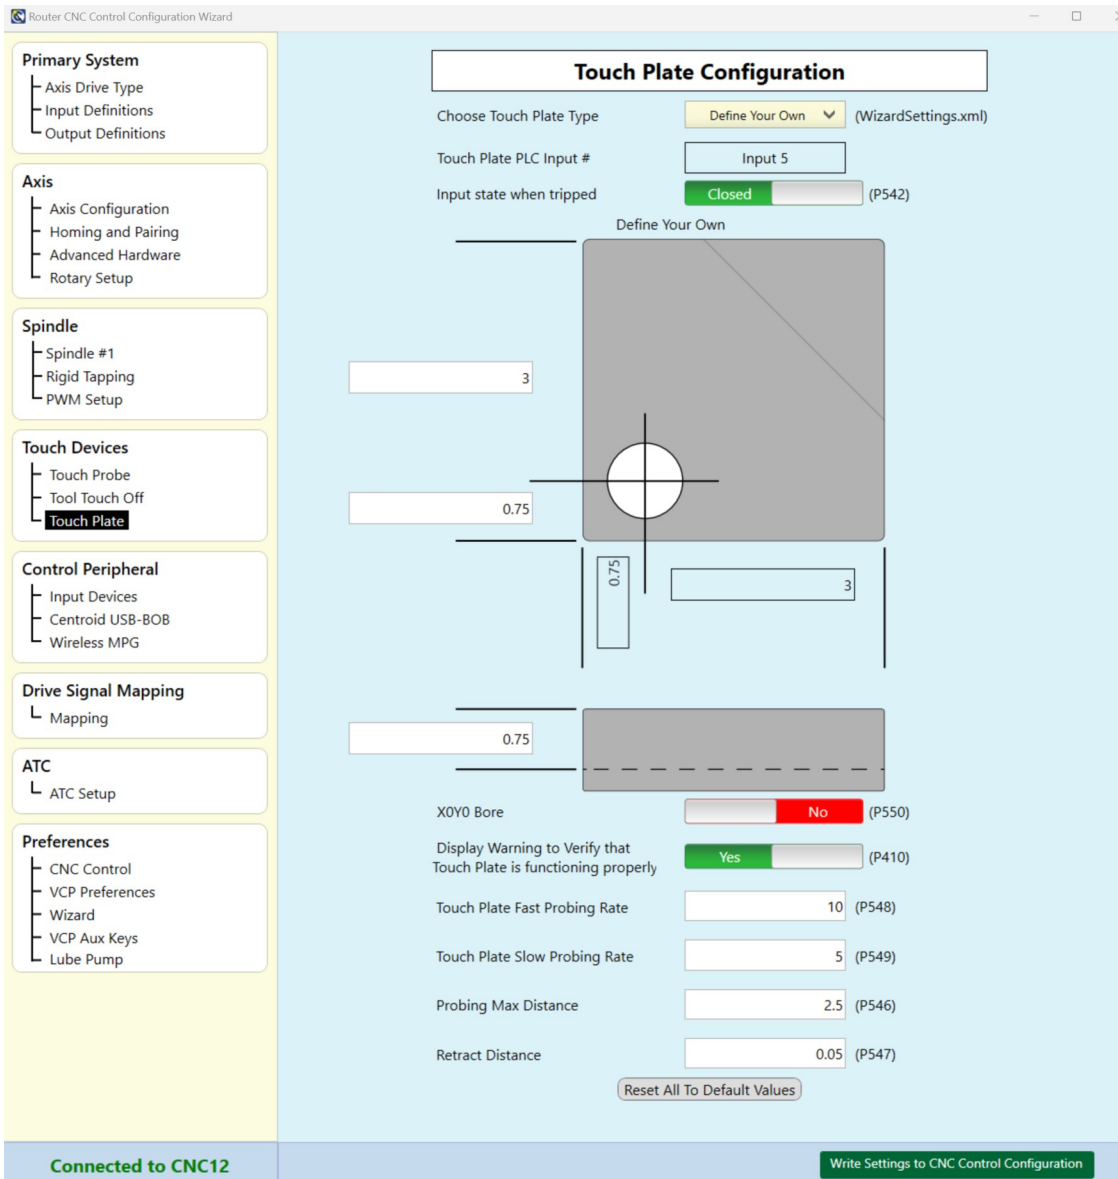 Router CNC Control Configuration Wizard
Primary System
Axis Drive Type
Input Definitions
Output Definitions
Axis
Axis Configuration
Homing and Pairing
Advanced Hardware
Rotary Setup
Spindle
Spindle #1
Rigid Tapping
PWM Setup
Touch Devices
Touch Probe
Tool Touch Off
Touch Plate
Control Peripheral
Input Devices
Centroid USB-BOB
Wireless MPG
Drive Signal Mapping
Mapping
ATC
ATC Setup
Preferences
CNC Control
VCP Preferences
Wizard
VCP Aux Keys
Lube Pump
Connected to CNC12
Touch Plate Configuration
Choose Touch Plate Type Define Your Own (WizardSettings.xml)
Touch Plate PLC Input # Input 5
Input state when tripped Closed (P542)
Define Your Own
3
0.75
0.75
3
0.75
X0Y0 Bore No (P550)
Display Warning to Verify that
Touch Plate is functioning properly Yes (P410)
Touch Plate Fast Probing Rate 10 (P548)
Touch Plate Slow Probing Rate 5 (P549)
Probing Max Distance 2.5 (P546)
Retract Distance 0.05 (P547)
Reset All To Default Values
Write Settings to CNC Control Configuration